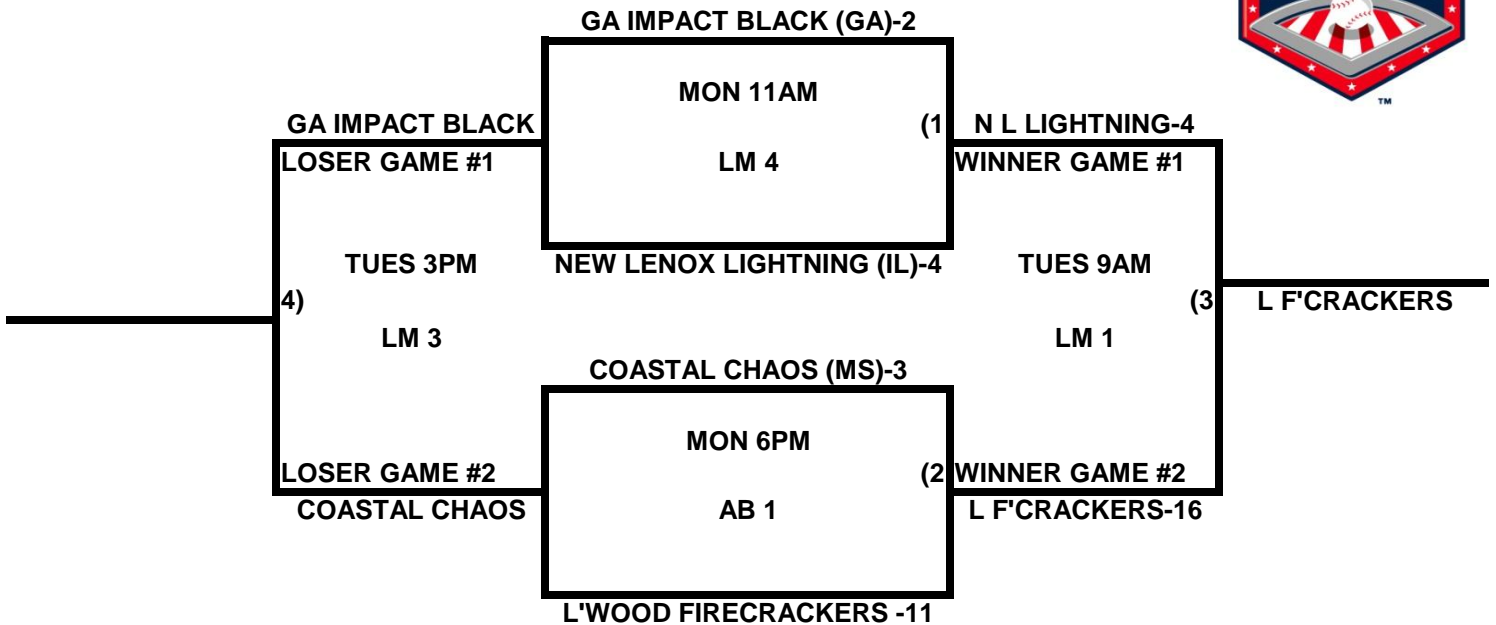 GA IMPACT BLACK (GA)-2
MON 11AM
GA IMPACT BLACK
(1
N L LIGHTNING-4
LOSER GAME #1
LM 4
WINNER GAME #1
TUES 3PM
NEW LENOX LIGHTNING (IL)-4
TUES 9AM
4)
(3
L F'CRACKERS
LM 3
LM 1
COASTAL CHAOS (MS)-3
MON 6PM
LOSER GAME #2
(2
WINNER GAME #2
COASTAL CHAOS
AB 1
L F'CRACKERS-16
L'WOOD FIRECRACKERS -11
TM